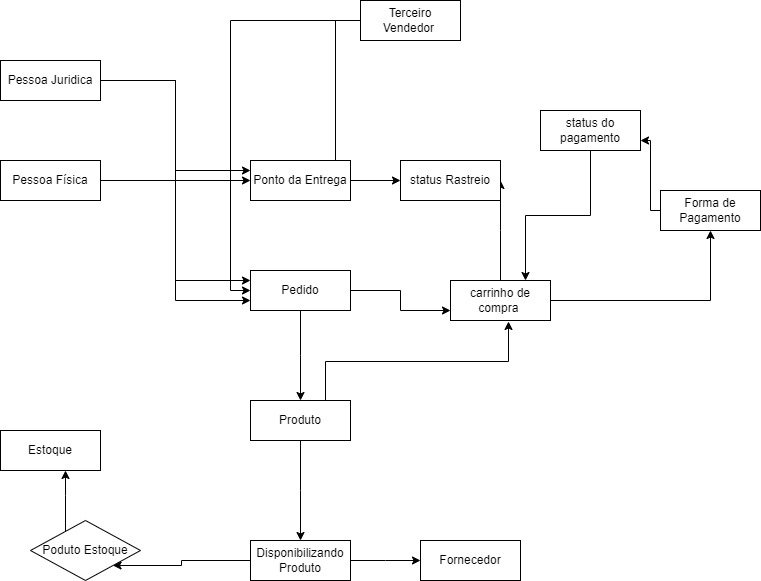 Terceiro
Vendedor
Pessoa Juridica
status do
pagamento
Pessoa Física
Ponto da Entrega
status Rastreio
Forma de
Pagamento
Pedido
carrinho de
compra
Produto
Estoque
Poduto Estoque
Disponibilizando
Produto
Fornecedor